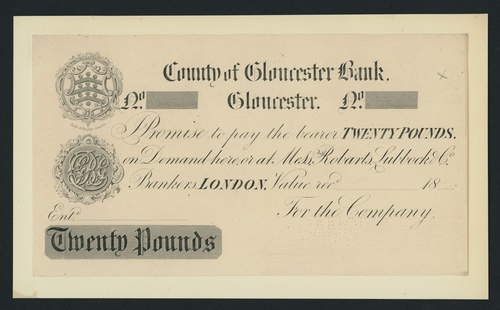 County of Gloucester Bank.
No. Gloucester. No.
I Promise to pay the bearer TWENTY POUNDS.
on Demand here, or at Messrs. Robarts, Lubbock & Co.
Bankers LONDON. Value recd. 18
Entd. For the Company.
Twenty Pounds